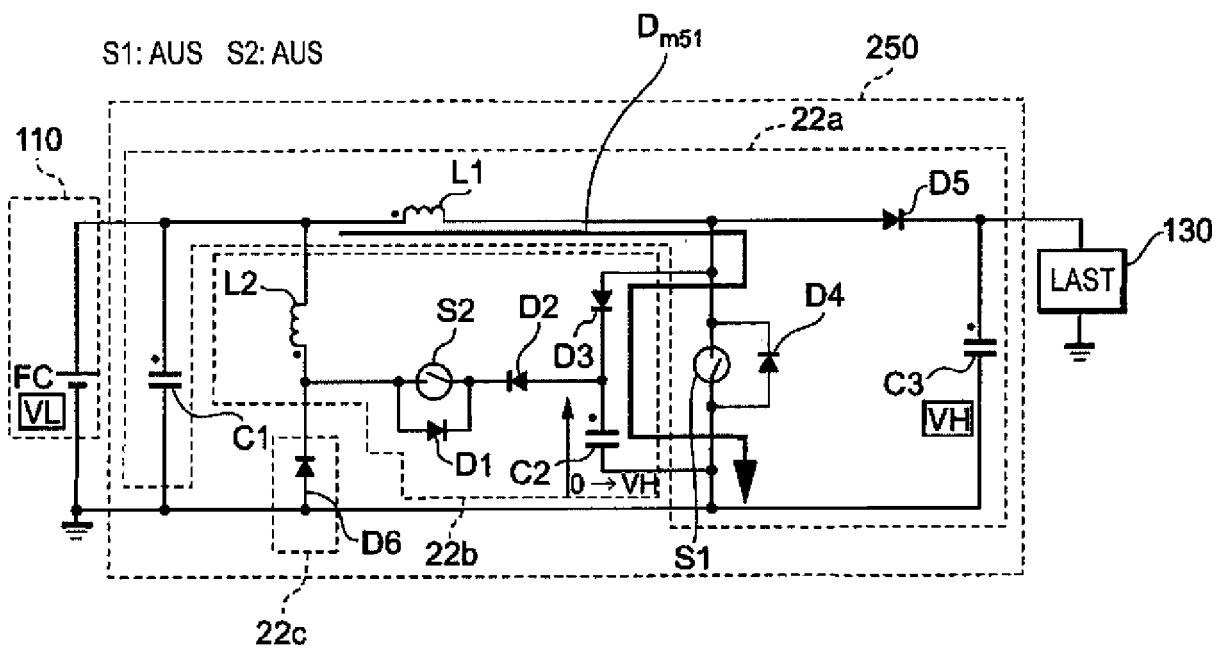 S1: AUS S2: AUS
Dm51
250
22a
110
L1
D5
130
LAST
L2
S2
D2
D3
D4
FC
VL
C1
D1
C2
0 → VH
C3
VH
D6
22b
S1
22c